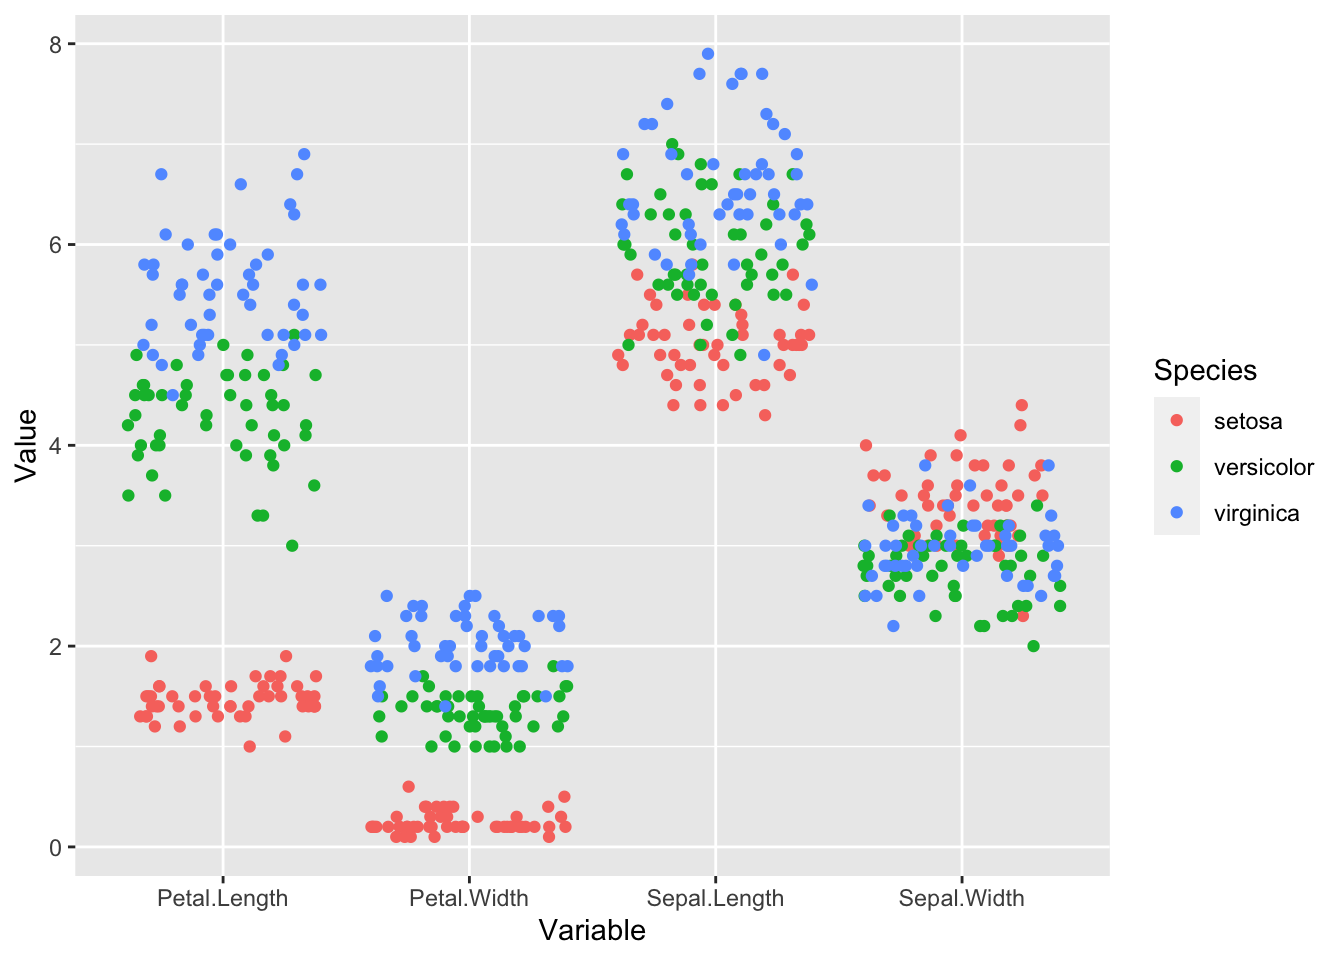 8
6
4
2
0
Value
Petal.Length
Petal.Width
Sepal.Length
Sepal.Width
Variable
Species
setosa
versicolor
virginica